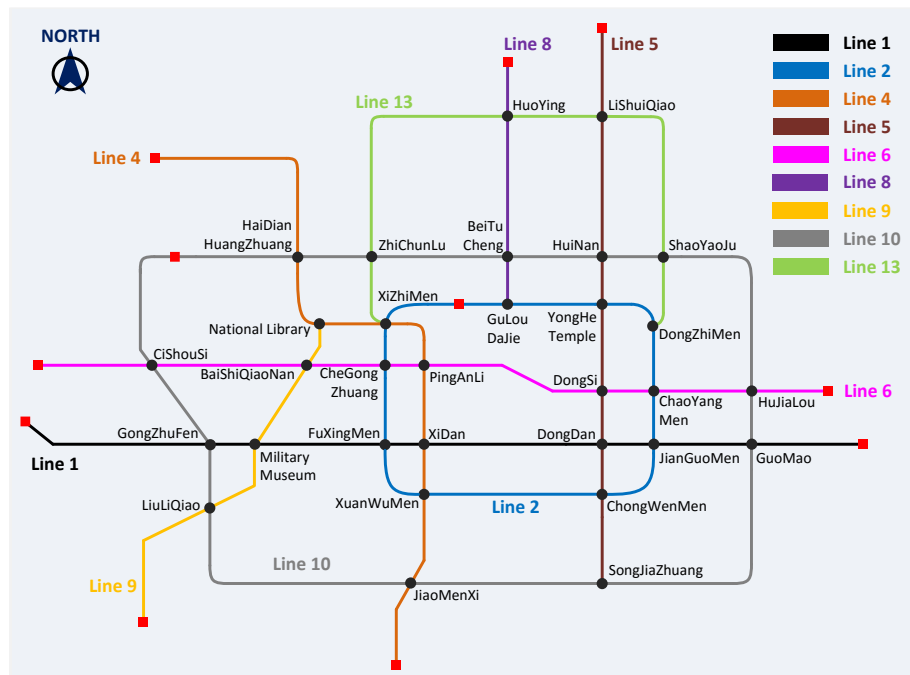 NORTH
Line 8
Line 5
Line 1
Line 2
Line 4
Line 5
Line 6
Line 8
Line 9
Line 10
Line 13
Line 13
HuoYing
LiShuiQiao
Line 4
HaiDian
HuangZhuang
ZhiChunLu
BeiTu
Cheng
HuiNan
ShaoYaoJu
XiZhiMen
National Library
GuLou
DaJie
YongHe
Temple
DongZhiMen
CiShouSi
BaiShiQiaoNan
CheGong
Zhuang
PingAnLi
DongSi
ChaoYang
Men
HuJiaLou
Line 6
GongZhuFen
FuXingMen
XiDan
DongDan
Line 1
Military
Museum
JianGuoMen
GuoMao
LiuLiQiao
XuanWuMen
Line 2
ChongWenMen
Line 10
SongJiaZhuang
Line 9
JiaoMenXi